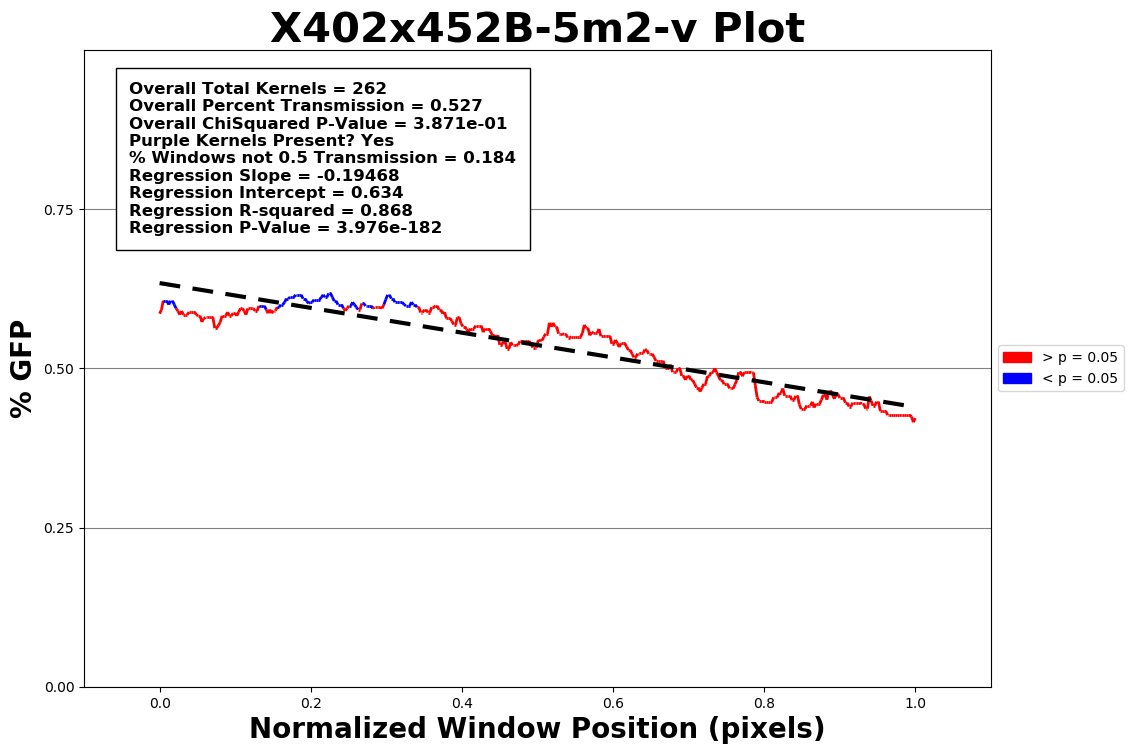 X402x452B-5m2-v Plot
Overall Total Kernels = 262
Overall Percent Transmission = 0.527
Overall ChiSquared P-Value = 3.871e-01
Purple Kernels Present? Yes
% Windows not 0.5 Transmission = 0.184
Regression Slope = -0.19468
Regression Intercept = 0.634
Regression R-squared = 0.868
Regression P-Value = 3.976e-182
0.75
0.50
0.25
0.00
% GFP
> p = 0.05
< p = 0.05
0.0 0.2 0.4 0.6 0.8 1.0
Normalized Window Position (pixels)